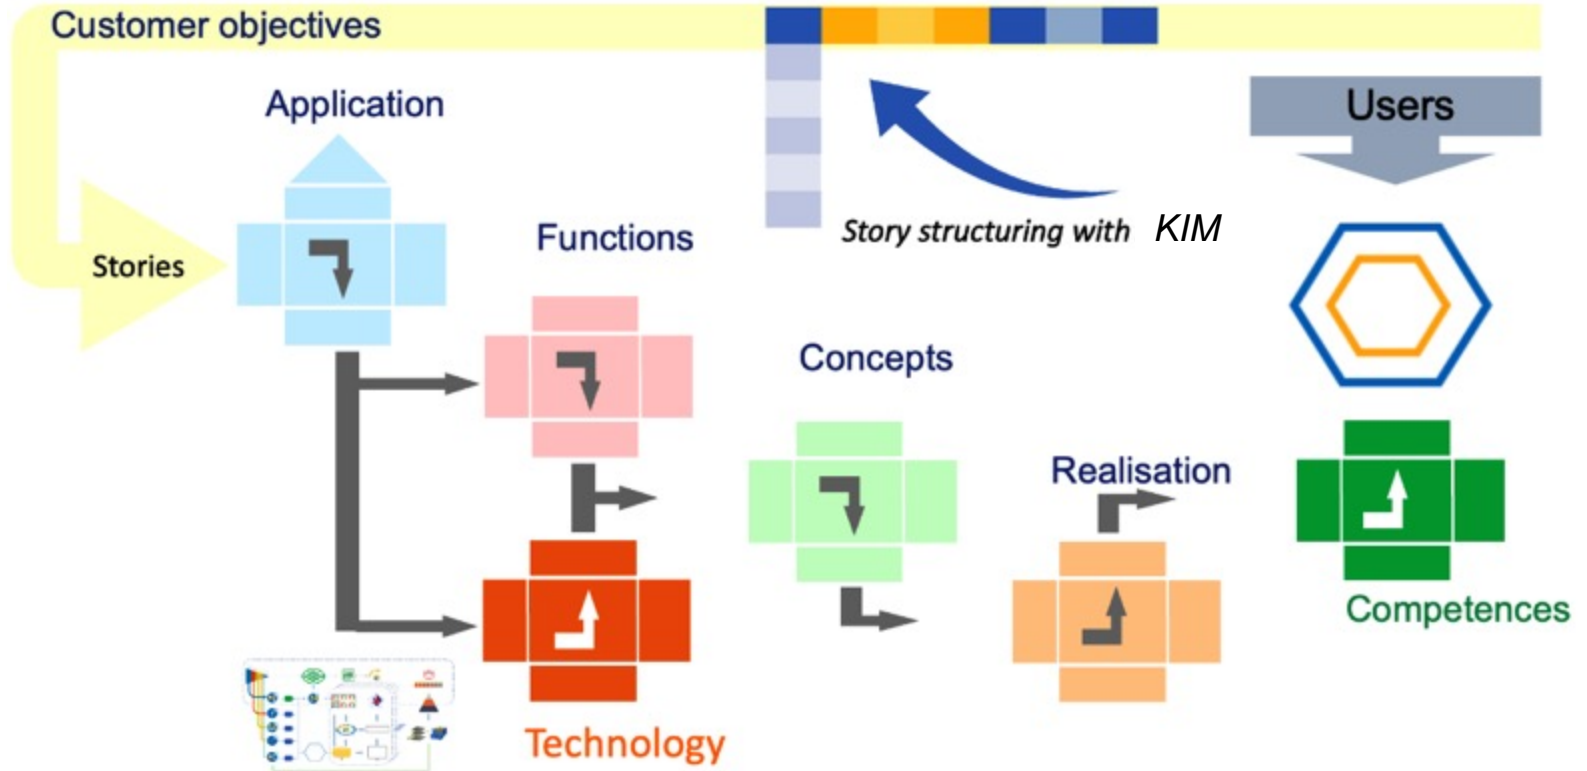 Customer objectives
Application
Users
Stories
Functions
Story structuring with KIM
Concepts
Realisation
Competences
Technology